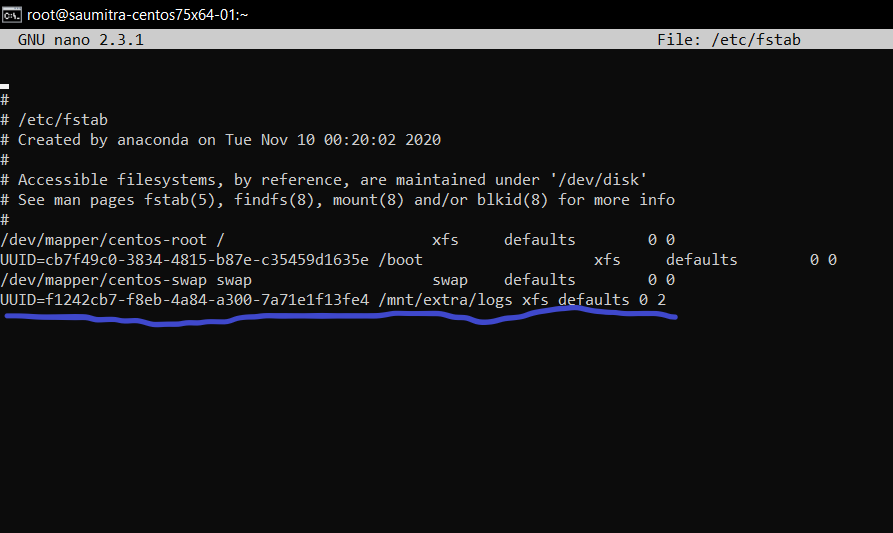 root@saumitra-centos75x64-01:~
GNU nano 2.3.1 File: /etc/fstab
#
# /etc/fstab
# Created by anaconda on Tue Nov 10 00:20:02 2020
#
# Accessible filesystems, by reference, are maintained under '/dev/disk'
# See man pages fstab(5), findfs(8), mount(8) and/or blkid(8) for more info
#
/dev/mapper/centos-root / xfs defaults 0 0
UUID=cb7f49c0-3834-4815-b87e-c35459d1635e /boot xfs defaults 0 0
/dev/mapper/centos-swap swap swap defaults 0 0
UUID=f1242cb7-f8eb-4a84-a300-7a71e1f13fe4 /mnt/extra/logs xfs defaults 0 2